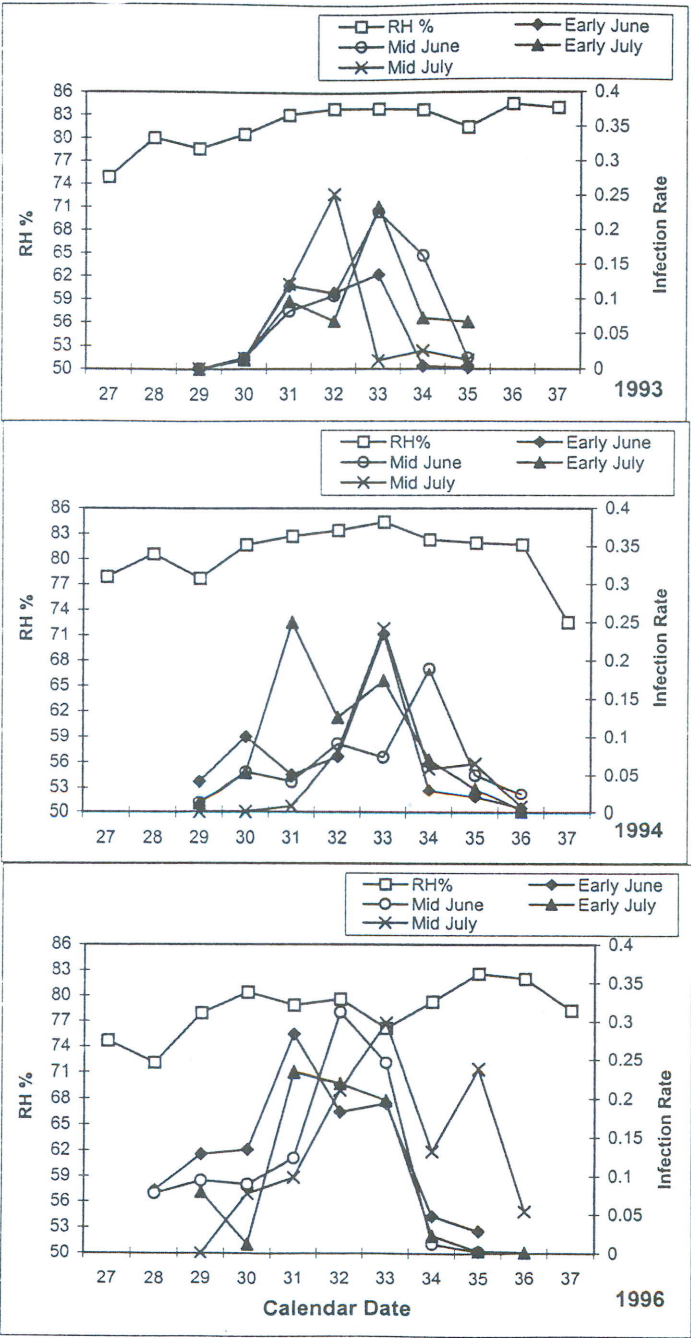 RH % Early June
Mid June Early July
Mid July
86 0.4
83 0.35
80 0.3
77
74 0.25
71
68 0.2
65
62 0.15
59 0.1
56
53 0.05
50 0
RH %
Infection Rate
27 28 29 30 31 32 33 34 35 36 37
1993
RH% Early June
Mid June Early July
Mid July
86 0.4
83 0.35
80
77 0.3
74 0.25
71
68 0.2
65
62 0.15
59 0.1
56
53 0.05
50 0
RH %
Infection Rate
27 28 29 30 31 32 33 34 35 36 37
1994
RH% Early June
Mid June Early July
Mid July
86 0.4
83 0.35
80
77 0.3
74 0.25
71
68 0.2
65
62 0.15
59 0.1
56
53 0.05
50 0
RH %
Infection Rate
27 28 29 30 31 32 33 34 35 36 37
1996
Calendar Date